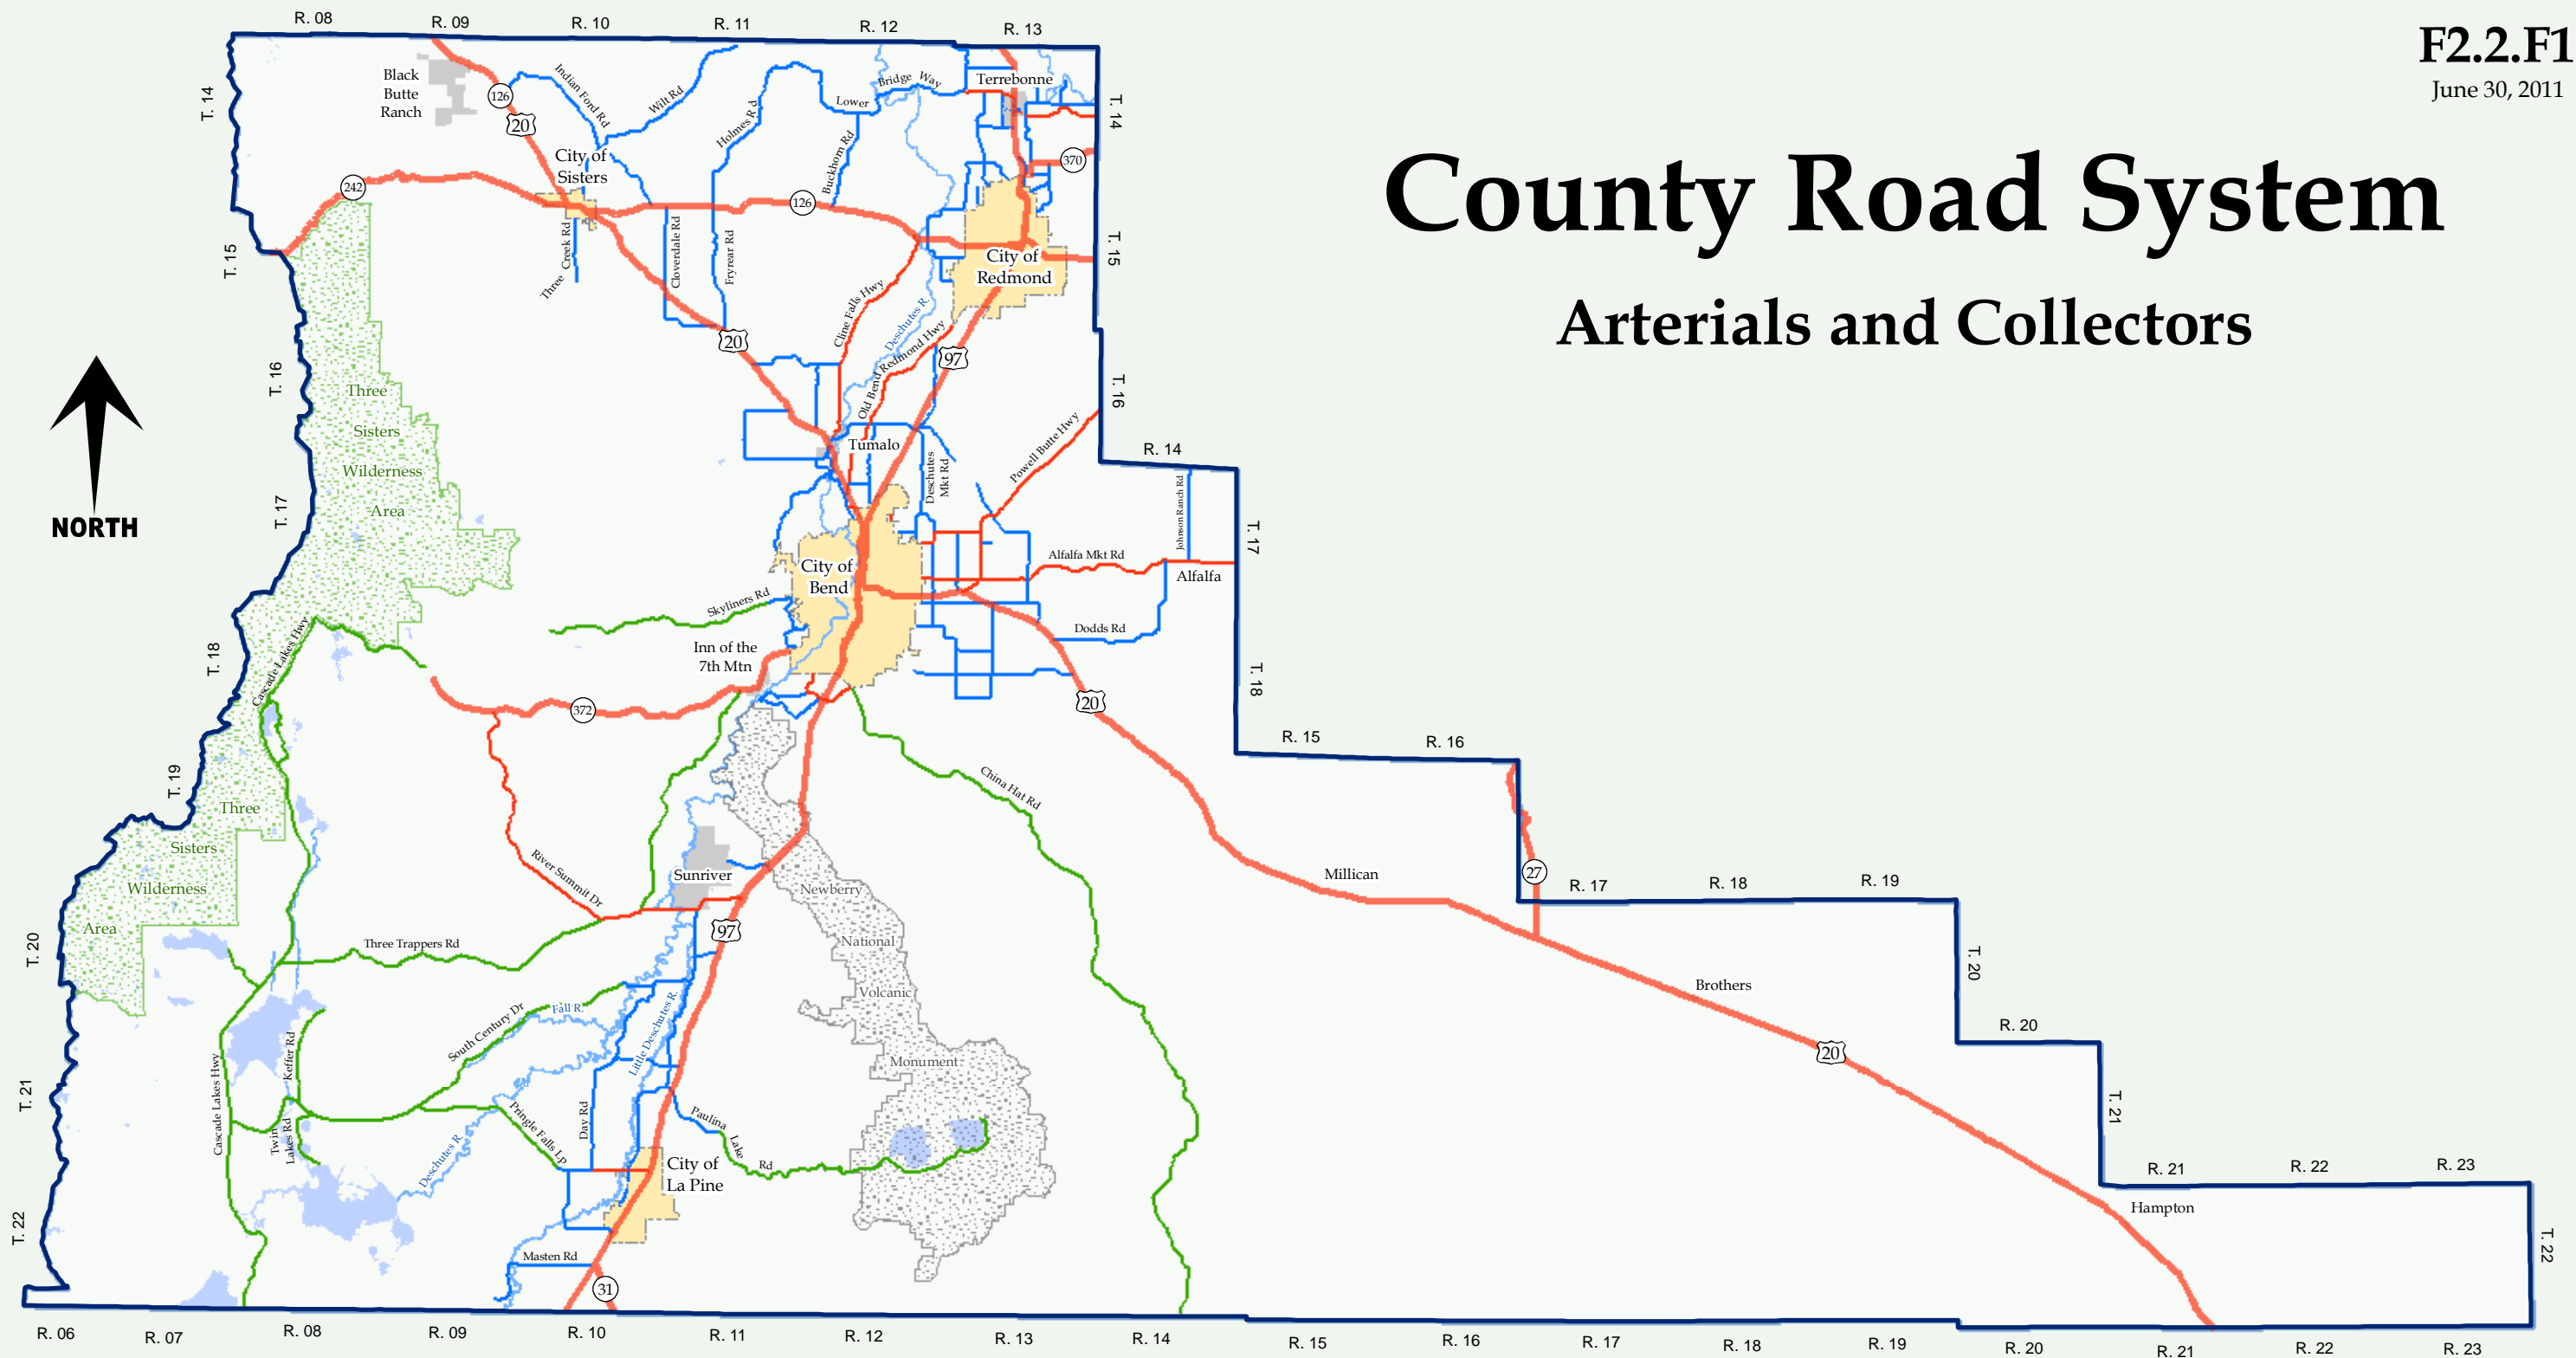 F2.2.F1
June 30, 2011
County Road System
Arterials and Collectors
NORTH
R. 08
R. 09
R. 10
R. 11
R. 12
R. 13
T. 14
T. 15
T. 16
T. 17
T. 18
T. 19
T. 20
T. 21
T. 22
Black
Butte
Ranch
126
20
Indian Ford Rd
Wilt Rd
Holmes Rd
Lower
Bridge Way
Buckhorn Rd
Terrebonne
T. 14
370
City of
Sisters
242
126
Three
Creek Rd
Cloverdale Rd
Fryrear Rd
20
Cline Falls Hwy
Deschutes R.
Old Bend Redmond Hwy
97
City of
Redmond
T. 15
T. 16
Three
Sisters
Wilderness
Area
Tumalo
Deschutes
Mkt Rd
Powell Butte Hwy
R. 14
Johnson Ranch Rd
T. 17
Alfalfa Mkt Rd
Alfalfa
City of
Bend
Skyliners Rd
Dodds Rd
Inn of the
7th Mtn
T. 18
Cascade Lakes Hwy
372
20
R. 15
R. 16
China Hat Rd
Three
Sisters
Wilderness
Area
River Summit Dr
Sunriver
97
Newberry
National
Volcanic
Monument
Millican
27
R. 17
R. 18
R. 19
Three Trappers Rd
Brothers
T. 20
South Century Dr
Fall R.
Little Deschutes R.
Keffer Rd
Cascade Lakes Hwy
20
R. 20
T. 21
Twin
Lakes Rd
Deschutes R.
Pringle Falls Lp
Day Rd
Paulina
Lake
Rd
City of
La Pine
R. 21
R. 22
R. 23
Hampton
T. 22
Masten Rd
31
R. 06
R. 07
R. 08
R. 09
R. 10
R. 11
R. 12
R. 13
R. 14
R. 15
R. 16
R. 17
R. 18
R. 19
R. 20
R. 21
R. 22
R. 23